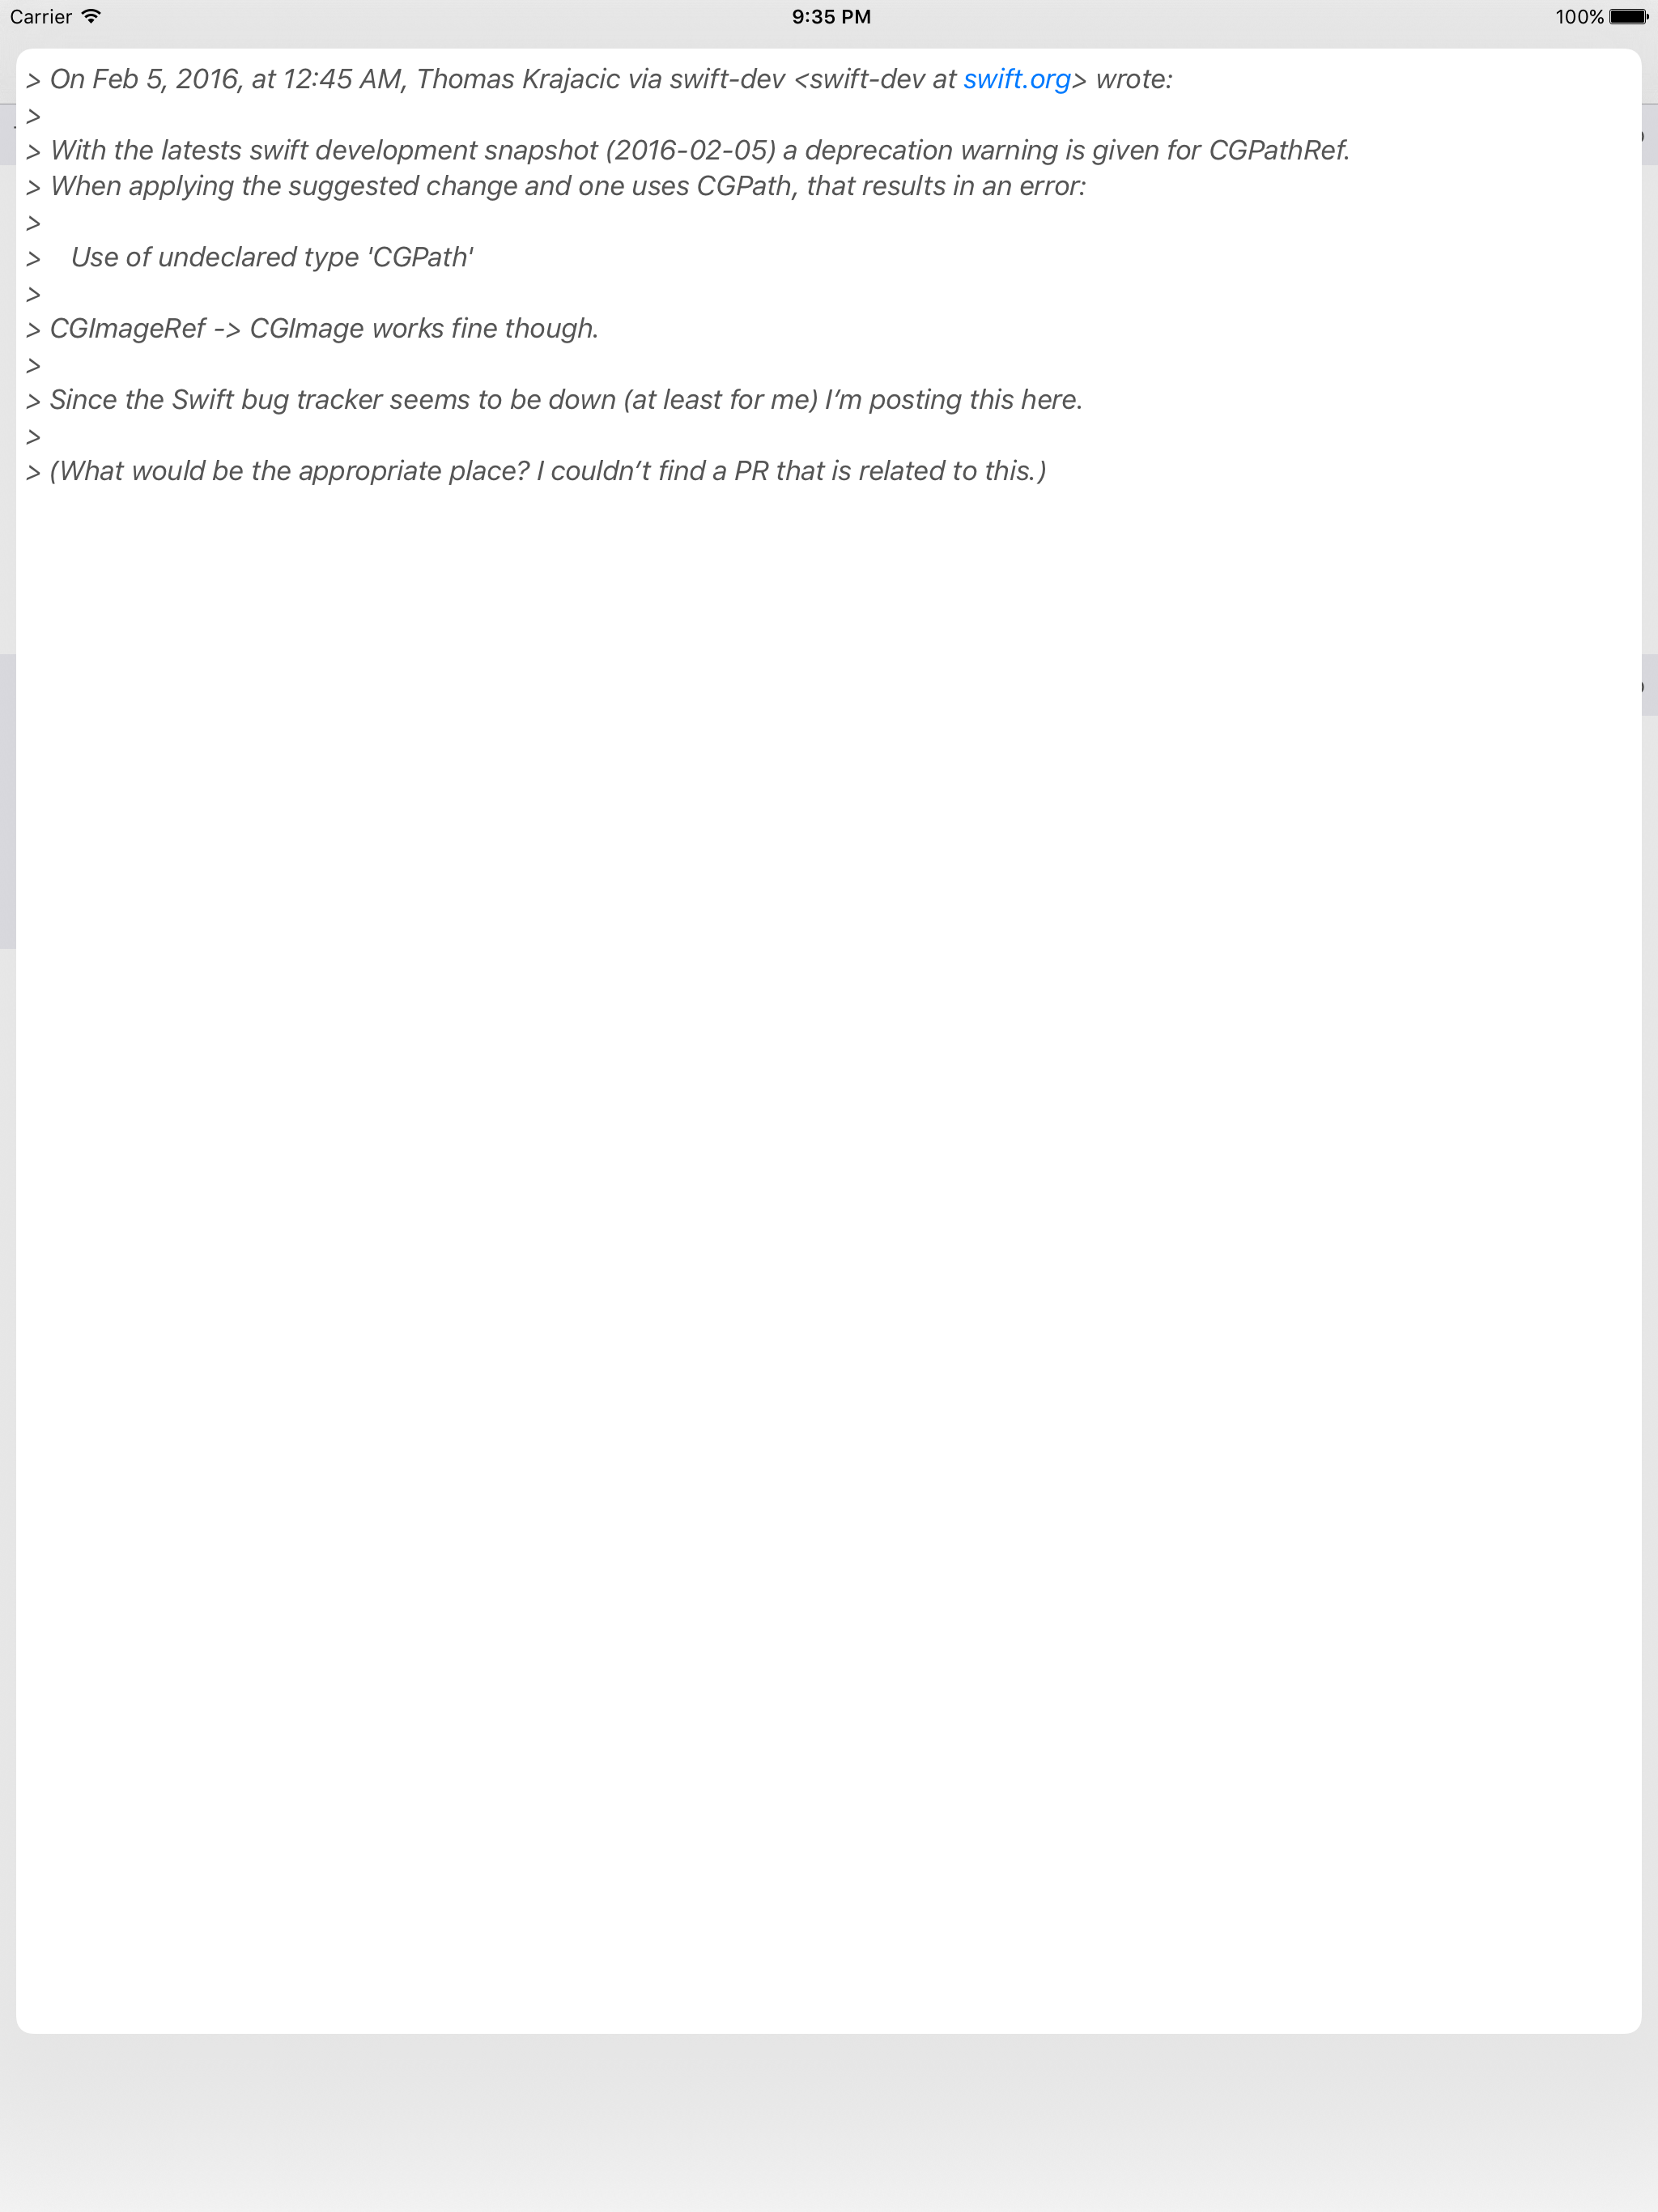 Carrier
9:35 PM
100%
> On Feb 5, 2016, at 12:45 AM, Thomas Krajacic via swift-dev <swift-dev at swift.org> wrote:
>
> With the latests swift development snapshot (2016-02-05) a deprecation warning is given for CGPathRef.
> When applying the suggested change and one uses CGPath, that results in an error:
>
>    Use of undeclared type 'CGPath'
>
> CGImageRef -> CGImage works fine though.
>
> Since the Swift bug tracker seems to be down (at least for me) I’m posting this here.
>
> (What would be the appropriate place? I couldn’t find a PR that is related to this.)